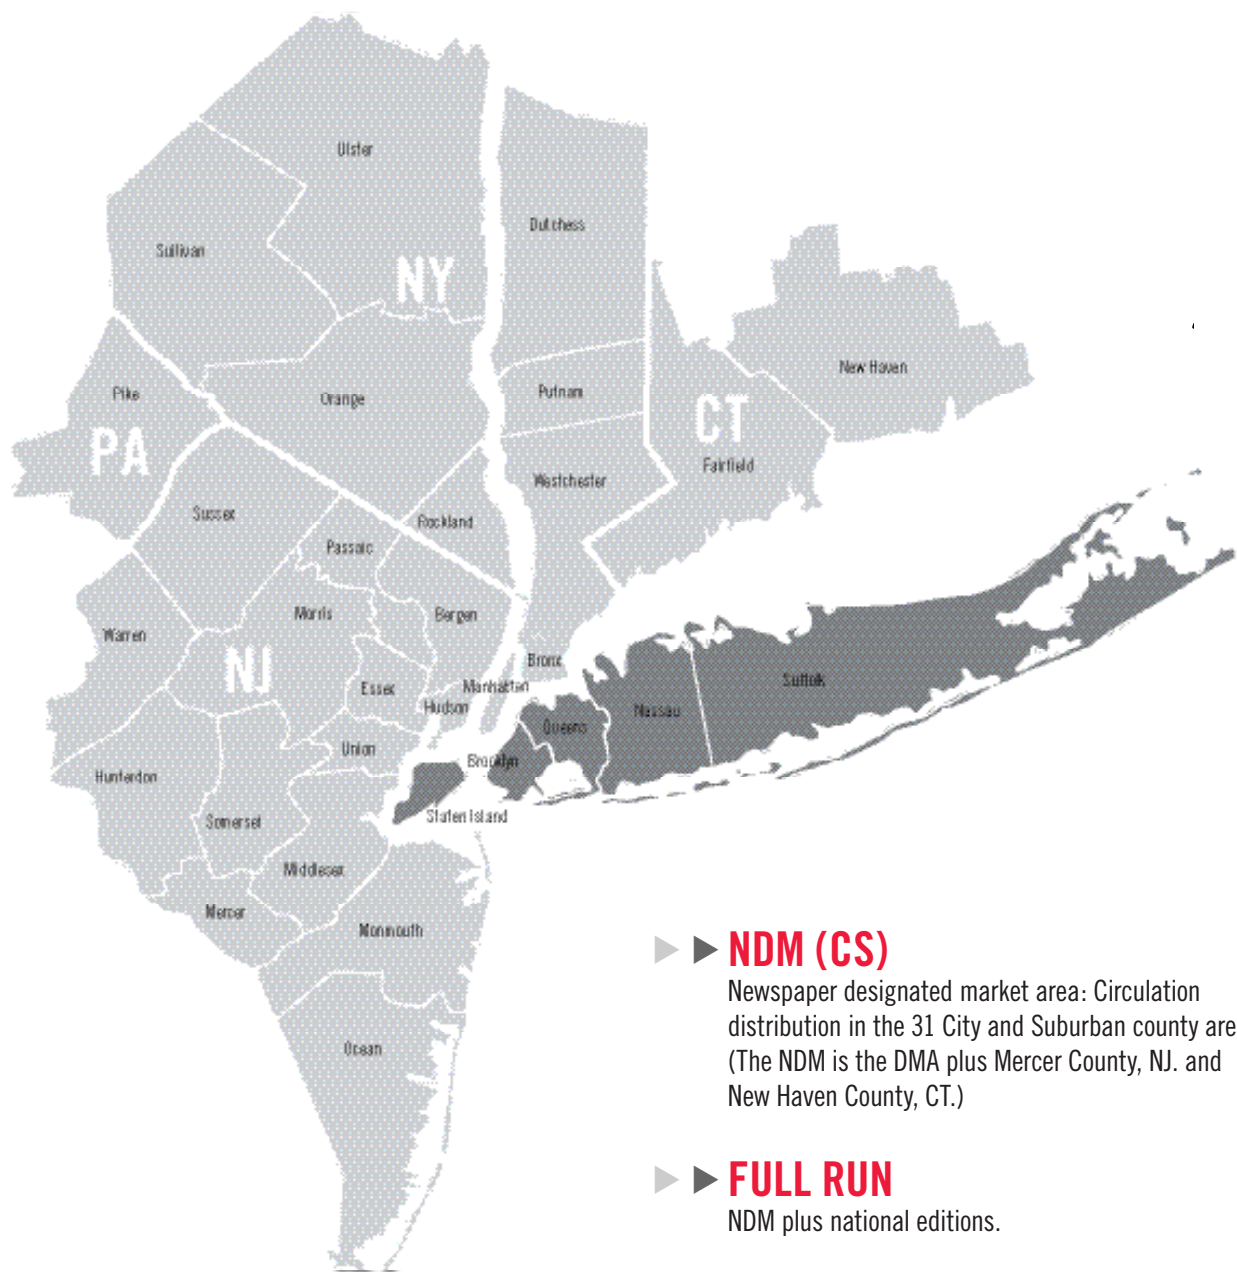 Ulster
Dutchess
Sullivan
NY
New Haven
Pike
Orange
Putnam
CT
PA
Fairfield
Westchester
Sussex
Rockland
Passaic
Morris
Bergen
Warren
Bronx
NJ
Essex
Manhattan
Suffolk
Hudson
Nassau
Queens
Union
Brooklyn
Hunterdon
Staten Island
Somerset
Middlesex
Mercer
Monmouth
NDM (CS)
Newspaper designated market area: Circulation
distribution in the 31 City and Suburban county are
(The NDM is the DMA plus Mercer County, NJ. and
New Haven County, CT.)
Ocean
FULL RUN
NDM plus national editions.